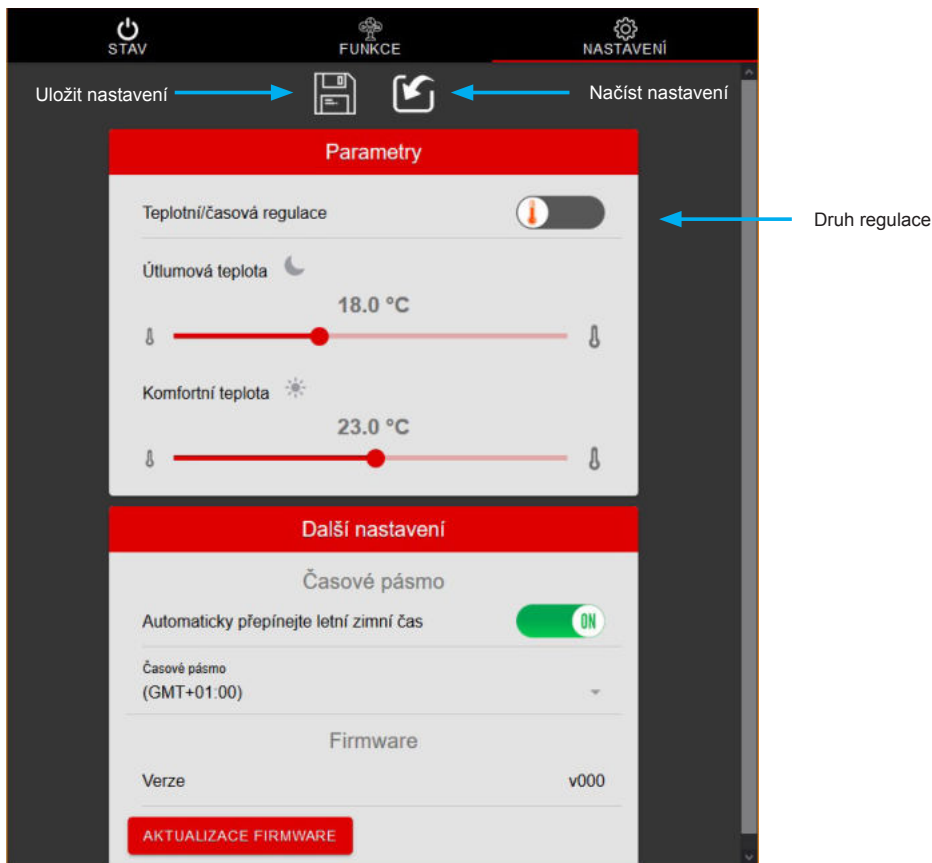 STAV
FUNKCE
NASTAVENÍ
Uložit nastavení
Načíst nastavení
Parametry
Teplotní/časová regulace
Druh regulace
Útlumová teplota
18.0 °C
Komfortní teplota
23.0 °C
Další nastavení
Časové pásmo
Automaticky přepínejte letní zimní čas
ON
Časové pásmo
(GMT+01:00)
Firmware
Verze
v000
AKTUALIZACE FIRMWARE